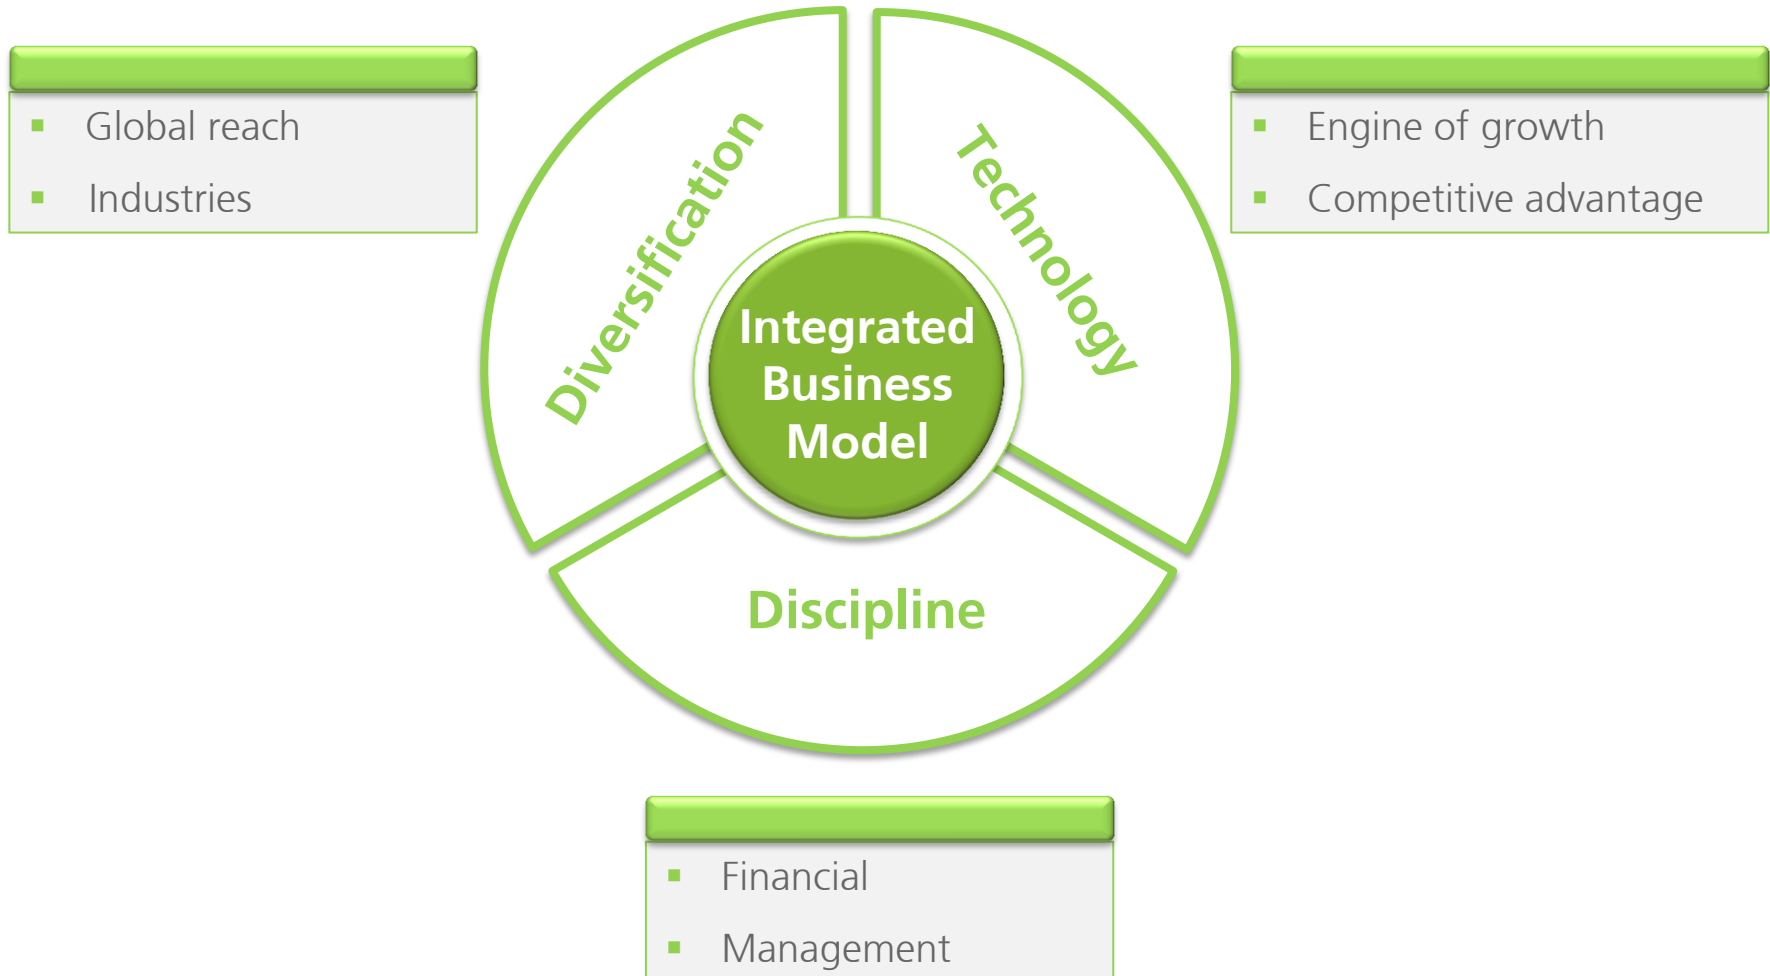 Global reach
Industries
Diversification
Technology
Engine of growth
Competitive advantage
Integrated
Business
Model
Discipline
Financial
Management